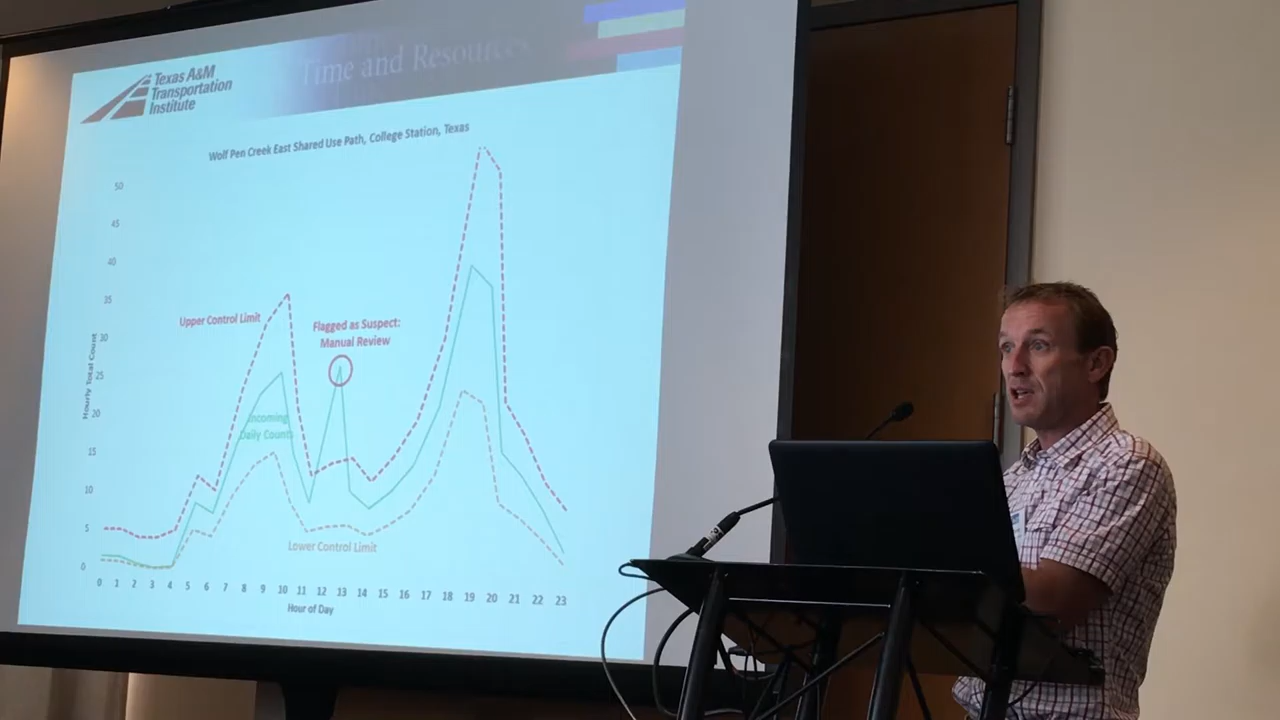 Texas A&M
Transportation
Institute
Time and Resources
Wolf Pen Creek East Shared Use Path, College Station, Texas
50
45
40
35
30
25
20
15
10
5
0
Hourly Total Count
Upper Control Limit
Flagged as Suspect:
Manual Review
Incoming
Daily Counts
Lower Control Limit
0 1 2 3 4 5 6 7 8 9 10 11 12 13 14 15 16 17 18 19 20 21 22 23
Hour of Day